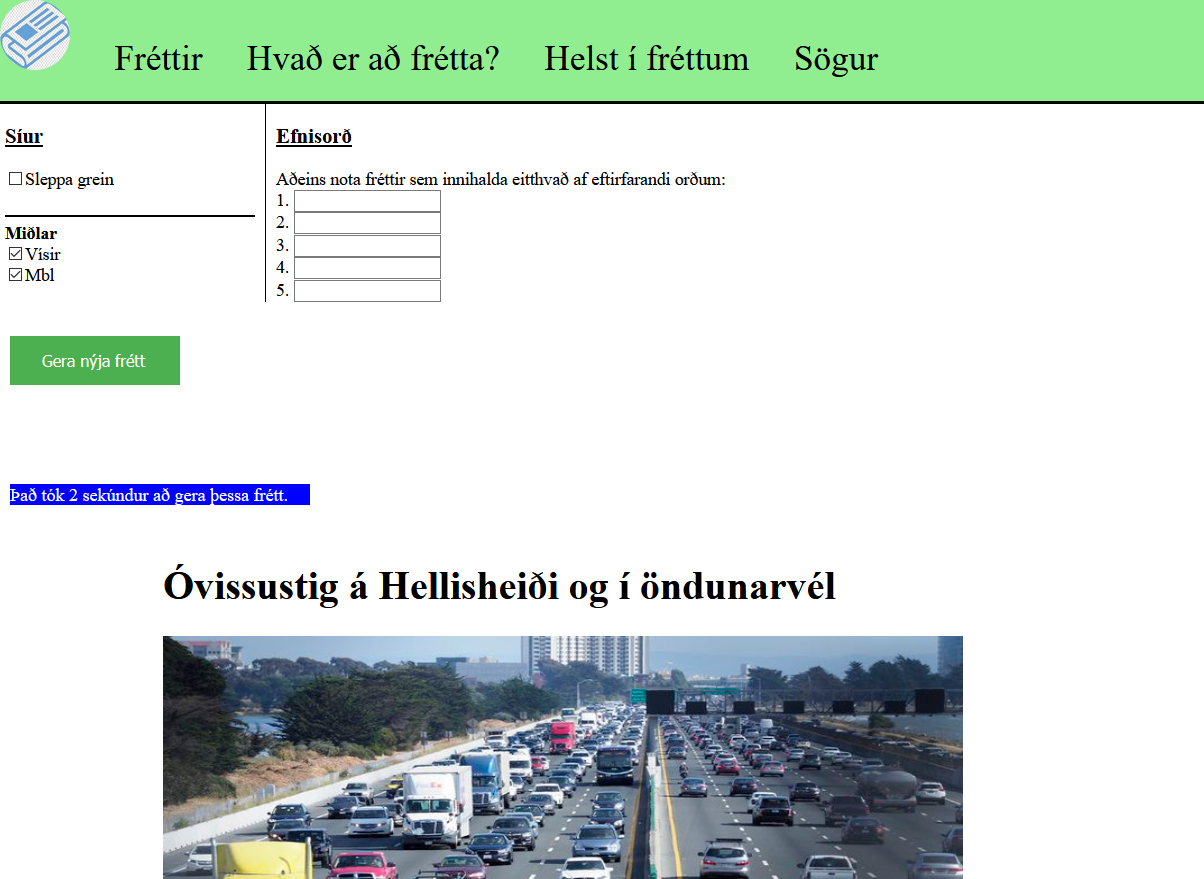 Fréttir Hvað er að frétta? Helst í fréttum Sögur
Síur
Sleppa grein
Miðlar
Vísir
Mbl
Efnisorð
Aðeins nota fréttir sem innihalda eitthvað af eftirfarandi orðum:
1.
2.
3.
4.
5.
Gera nýja frétt
Það tók 2 sekúndur að gera þessa frétt.
Óvissustig á Hellisheiði og í öndunarvél
FedEx